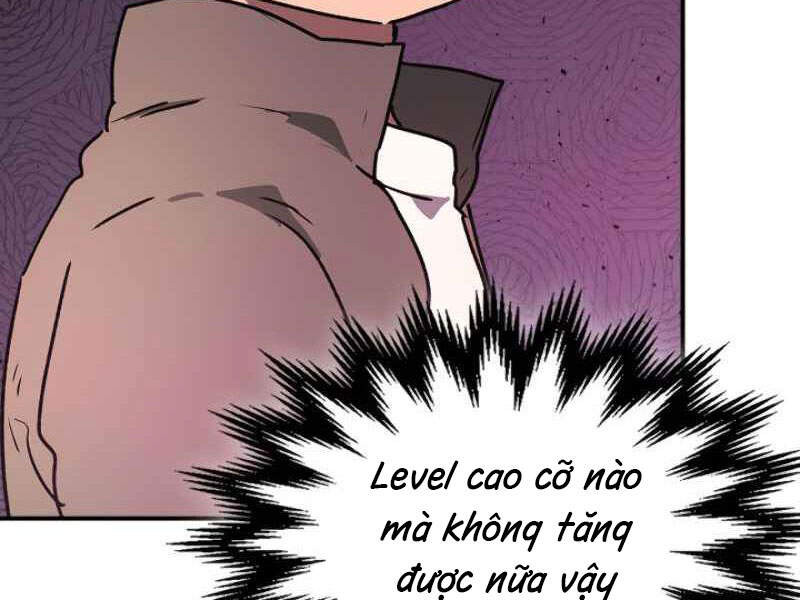 Level cao cỡ nào
mà không tăng
được nữa vậy